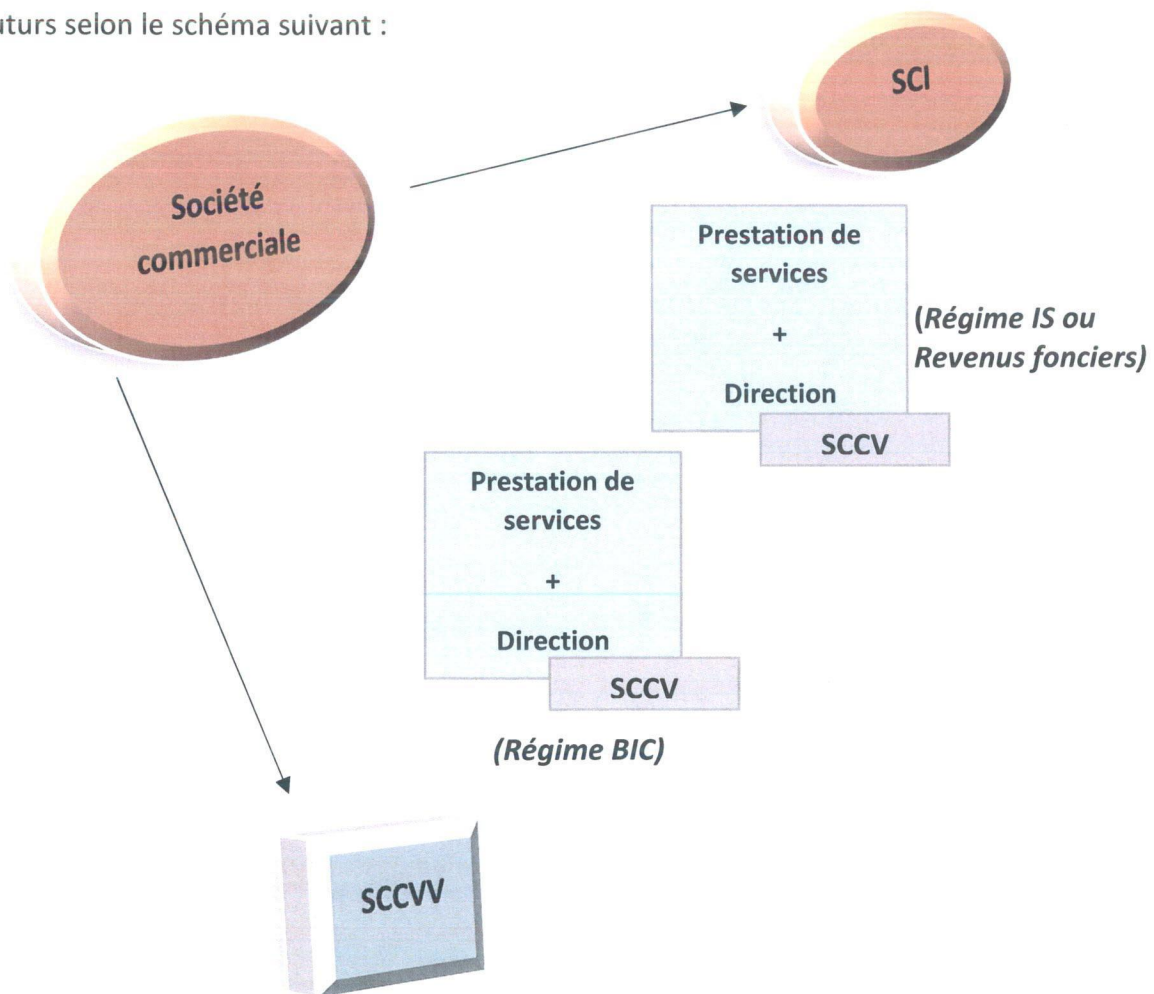 uturs selon le schéma suivant :
SCI
Société
commerciale
Prestation de
services
+
Direction
SCCV
(Régime IS ou
Revenus fonciers)
Prestation de
services
+
Direction
SCCV
(Régime BIC)
SCCVV